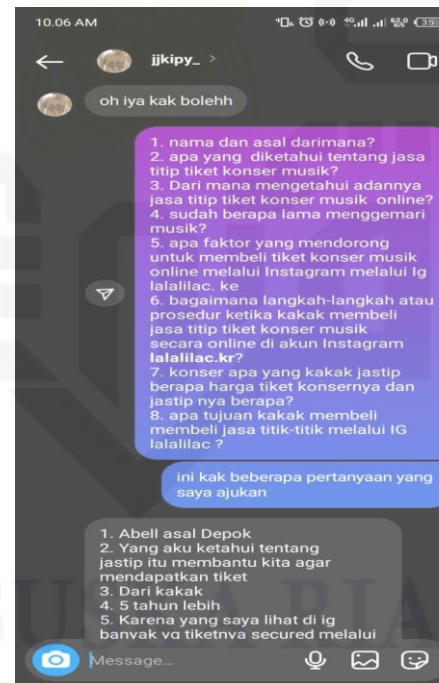 10.06 AM
jjkipy_ >
oh iya kak bolehh
1. nama dan asal darimana?
2. apa yang diketahui tentang jasa
titip tiket konser musik?
3. Dari mana mengetahui adannya
jasa titip tiket konser musik online?
4. sudah berapa lama menggemari
musik?
5. apa faktor yang mendorong
untuk membeli tiket konser musik
online melalui Instagram melalui Ig
lalalilac. ke
6. bagaimana langkah-langkah atau
prosedur ketika kakak membeli
jasa titip tiket konser musik
secara online di akun Instagram
lalalilac.kr?
7. konser apa yang kakak jastip
berapa harga tiket konsernya dan
jastip nya berapa?
8. apa tujuan kakak membeli
membeli jasa titik-titik melalui IG
lalalilac ?
ini kak beberapa pertanyaan yang
saya ajukan
1. Abell asal Depok
2. Yang aku ketahui tentang
jastip itu membantu kita agar
mendapatkan tiket
3. Dari kakak
4. 5 tahun lebih
5. Karena yang saya lihat di ig
banyak yg tiketnya secured melalui
Message...